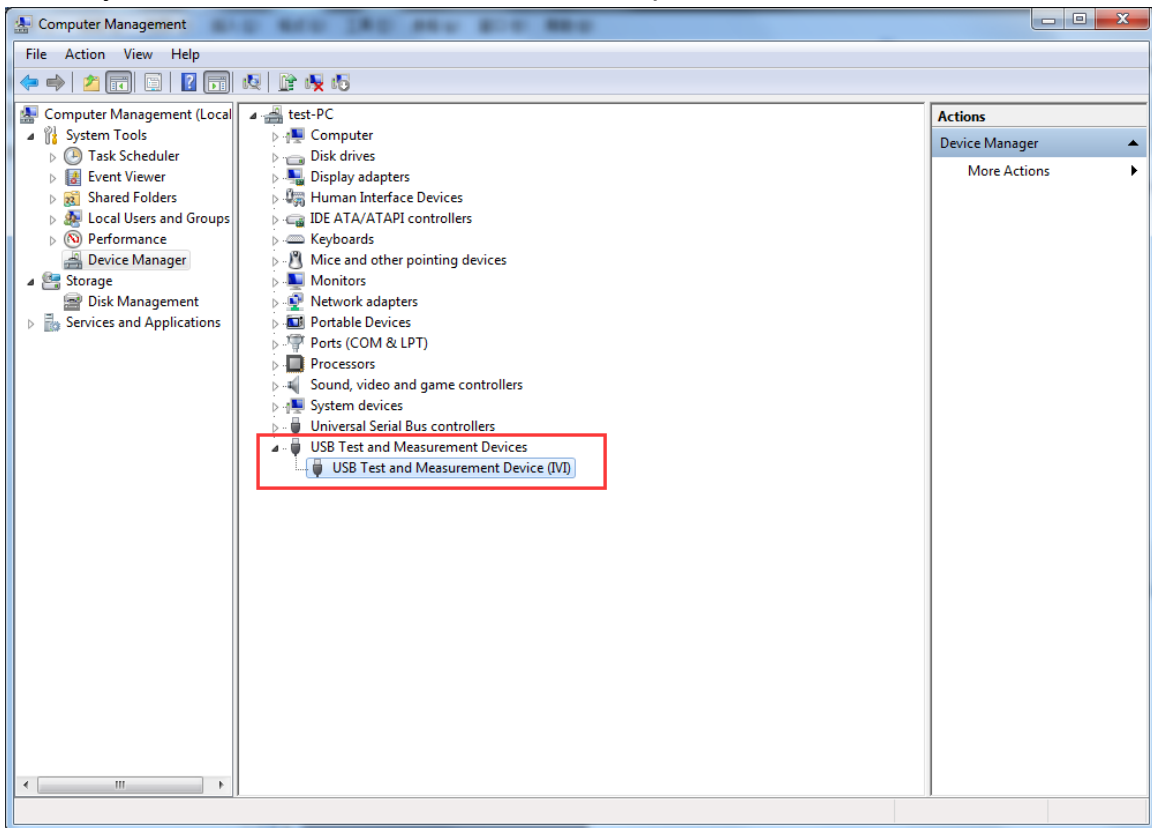 Computer Management
File Action View Help
Computer Management (Local
System Tools
Task Scheduler
Event Viewer
Shared Folders
Local Users and Groups
Performance
Device Manager
Storage
Disk Management
Services and Applications
test-PC
Computer
Disk drives
Display adapters
Human Interface Devices
IDE ATA/ATAPI controllers
Keyboards
Mice and other pointing devices
Monitors
Network adapters
Portable Devices
Ports (COM & LPT)
Processors
Sound, video and game controllers
System devices
Universal Serial Bus controllers
USB Test and Measurement Devices
USB Test and Measurement Device (IVI)
Actions
Device Manager
More Actions